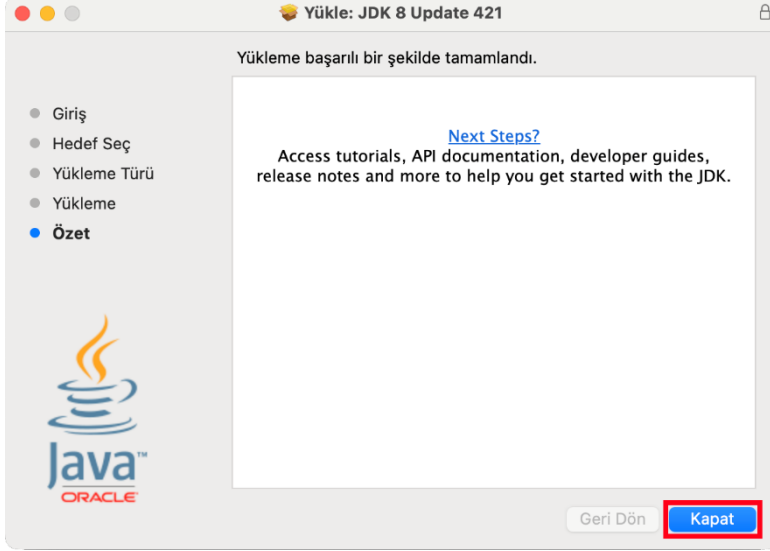 Yükle: JDK 8 Update 421
Yükleme başarılı bir şekilde tamamlandı.
Giriş
Hedef Seç
Yükleme Türü
Yükleme
Özet
Next Steps?
Access tutorials, API documentation, developer guides,
release notes and more to help you get started with the JDK.
Java™
ORACLE
Geri Dön
Kapat